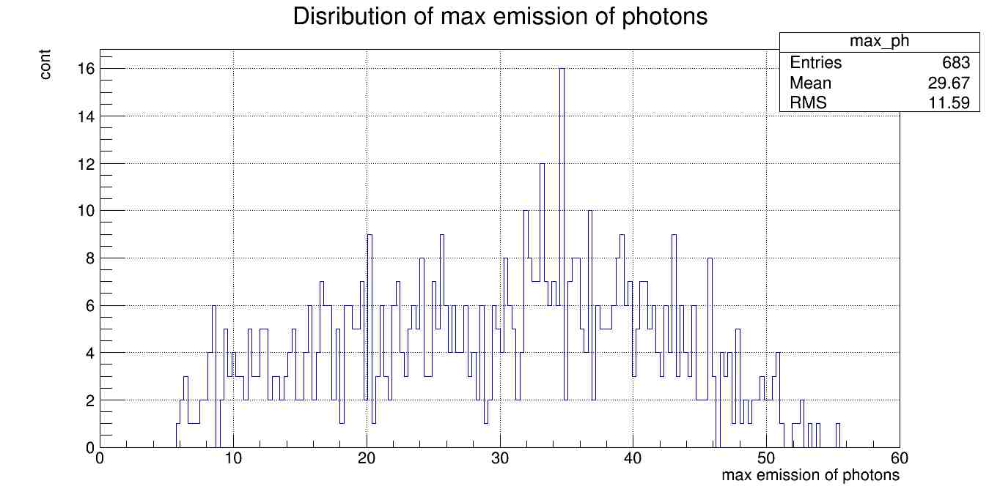 Disribution of max emission of photons
max_ph
Entries 683
Mean 29.67
RMS 11.59
cont
16
14
12
10
8
6
4
2
0
0 10 20 30 40 50 60
max emission of photons